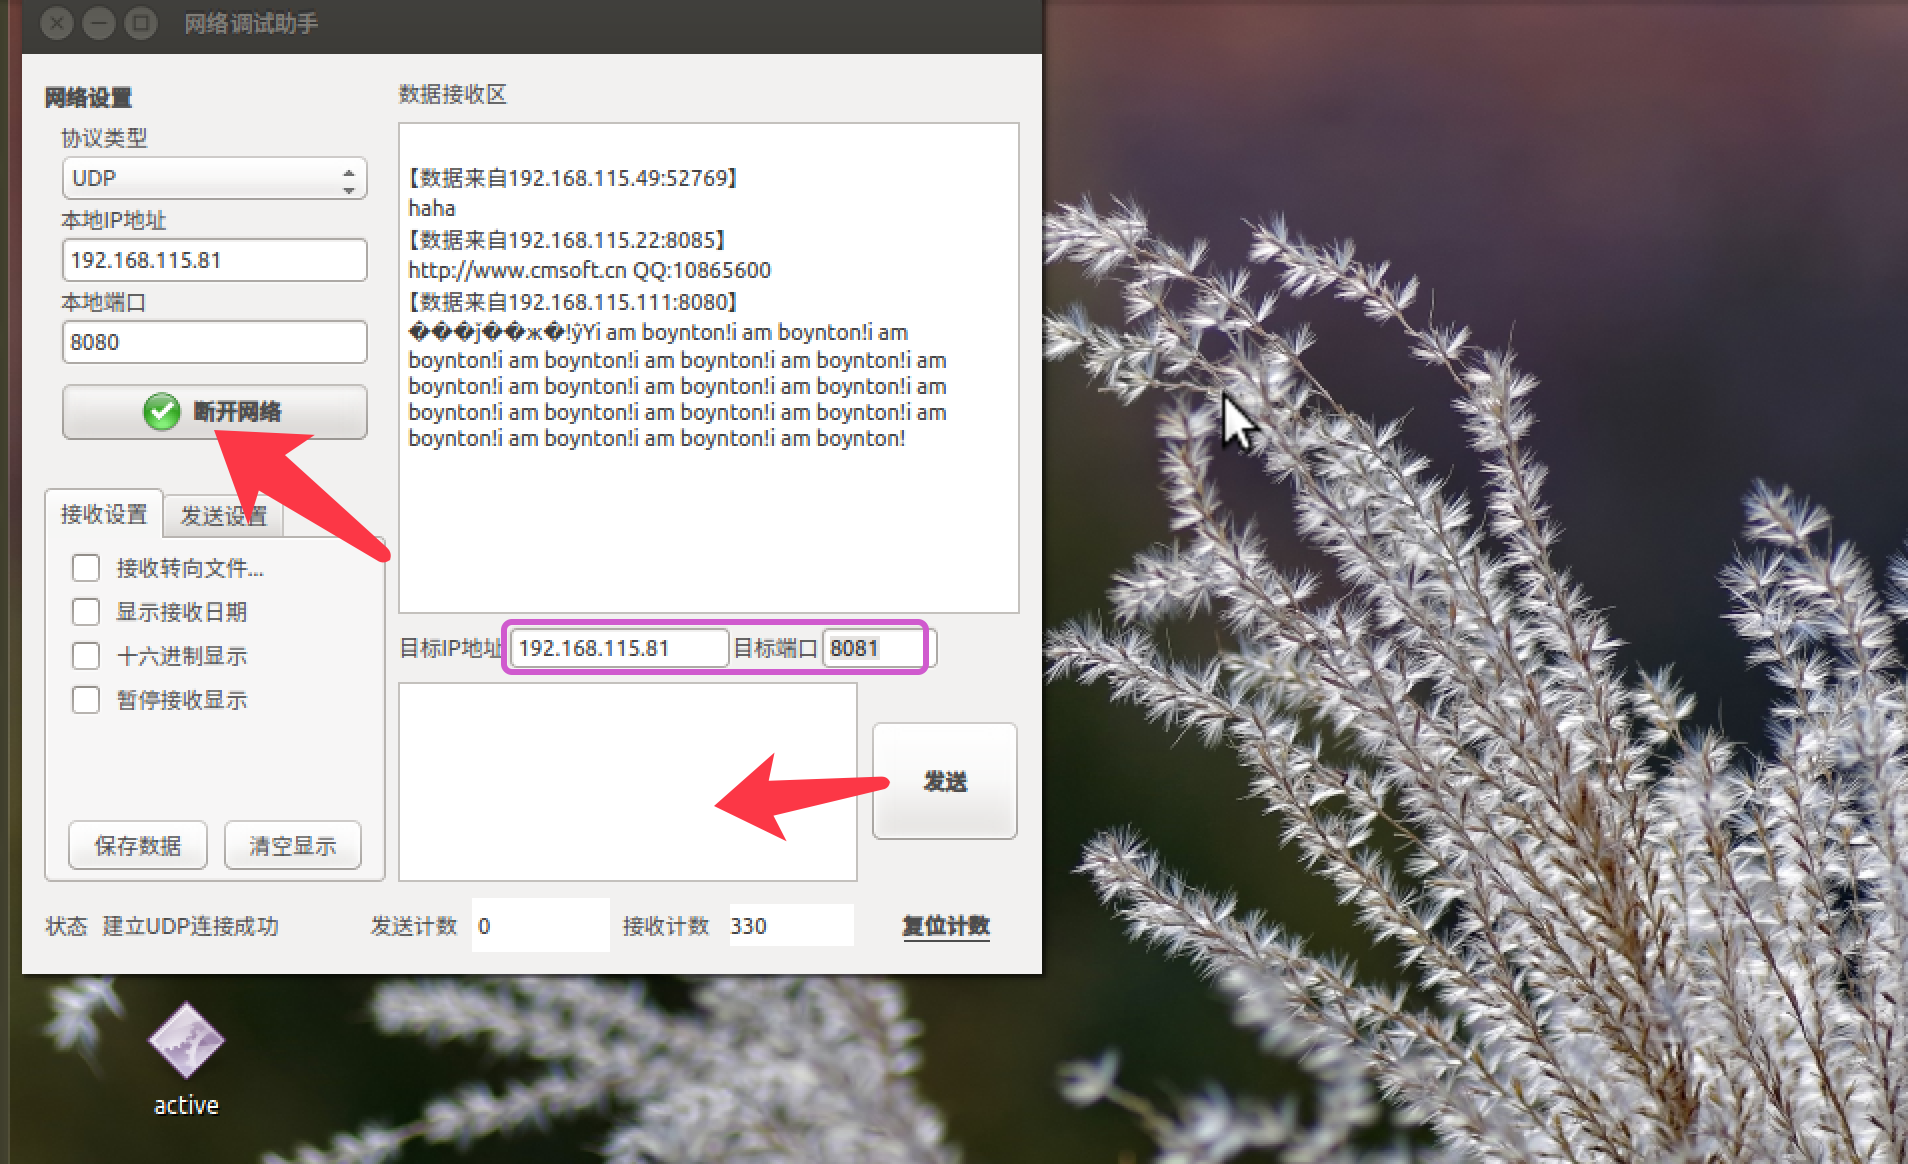 网络调试助手
网络设置
协议类型
UDP
本地IP地址
192.168.115.81
本地端口
8080
断开网络
接收设置
发送设置
接收转向文件...
显示接收日期
十六进制显示
暂停接收显示
保存数据
清空显示
数据接收区
【数据来自192.168.115.49:52769】
haha
【数据来自192.168.115.22:8085】
http://www.cmsoft.cn QQ:10865600
【数据来自192.168.115.111:8080】
���ǰ��ж�!ŷYi am boynton!i am boynton!i am
boynton!i am boynton!i am boynton!i am boynton!i am
boynton!i am boynton!i am boynton!i am boynton!i am
boynton!i am boynton!i am boynton!i am boynton!i am
boynton!i am boynton!i am boynton!i am boynton!
目标IP地址 192.168.115.81 目标端口 8081
发送
状态 建立UDP连接成功 发送计数 0 接收计数 330 复位计数
active